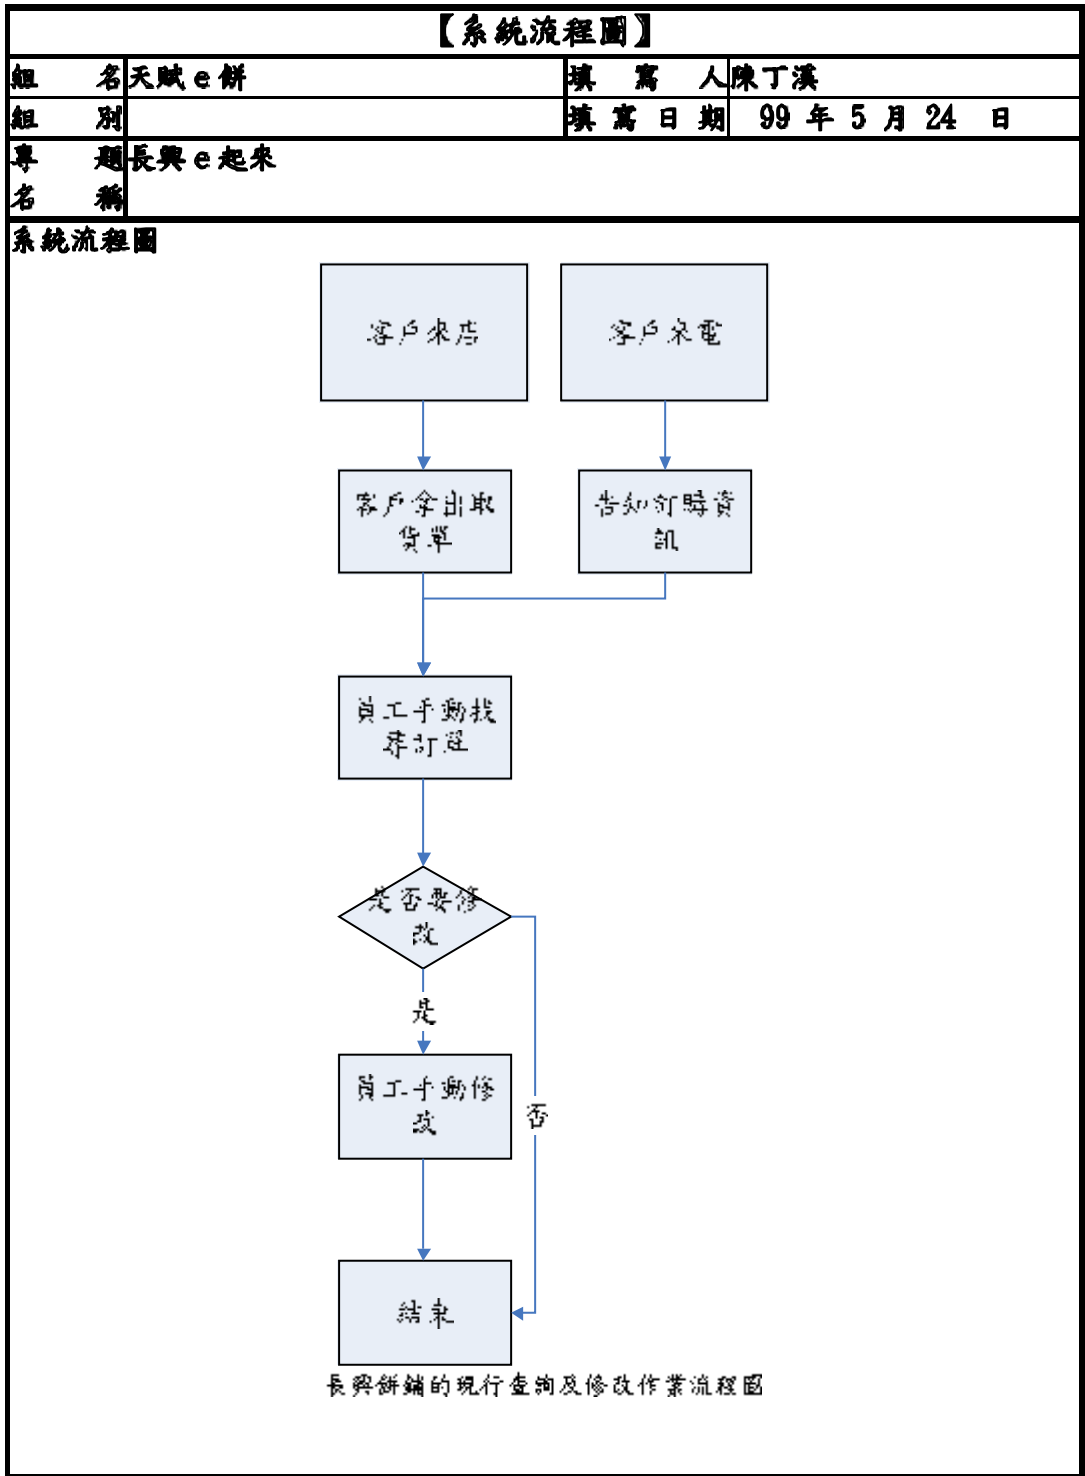 【系統流程圖】
組 名 天賦e餅 填 寫 人 陳丁溪
組 別 填 寫 日 期 99 年 5 月 24 日
專 題 長興e起來
名 稱
系統流程圖
客戶來店 客戶來電
客戶拿出取 告知訂購資
貨單 訊
員工手動找
尋訂單
是否要修
改
是
員工手動修
改
否
結束
長興餅鋪的現行查詢及修改作業流程圖